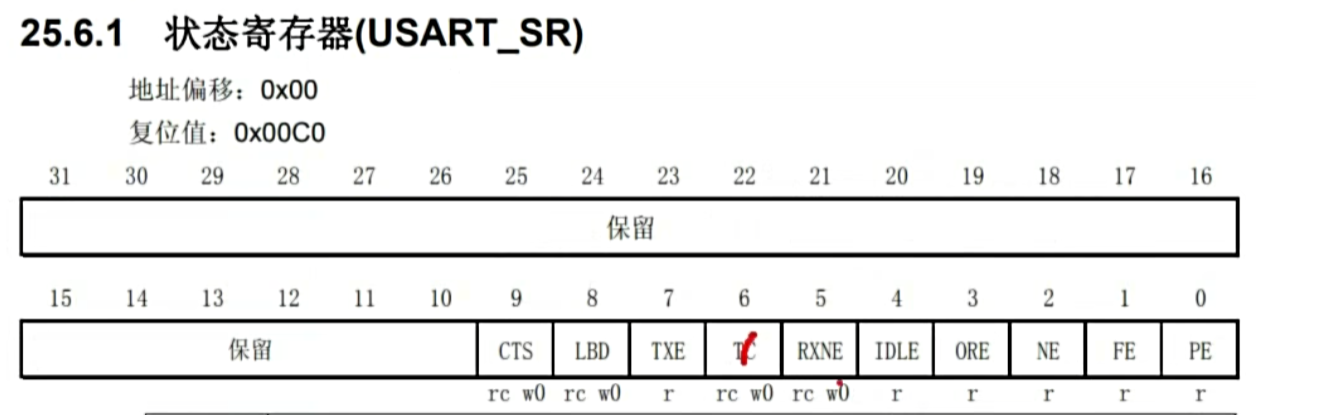 25.6.1 状态寄存器(USART_SR)
地址偏移：0x00
复位值：0x00C0
31 30 29 28 27 26 25 24 23 22 21 20 19 18 17 16
保留
15 14 13 12 11 10 9 8 7 6 5 4 3 2 1 0
保留 CTS LBD TXE TC RXNE IDLE ORE NE FE PE
rc w0 rc w0 r rc w0 rc w0 r r r r r